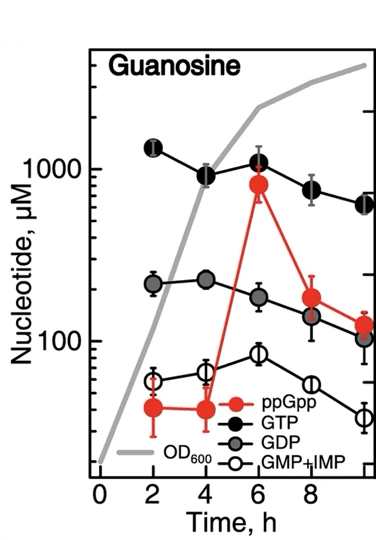 Guanosine
Nucleotide, µM
1000
100
ppGpp
GTP
GDP
GMP+IMP
OD600
0 2 4 6 8
Time, h